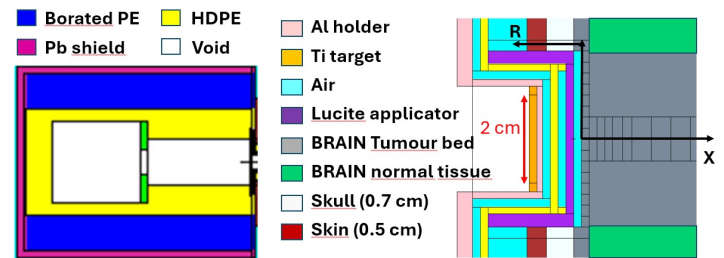 Borated PE
HDPE
Pb shield
Void
Al holder
Ti target
Air
Lucite applicator
BRAIN Tumour bed
BRAIN normal tissue
Skull (0.7 cm)
Skin (0.5 cm)
R
2 cm
X